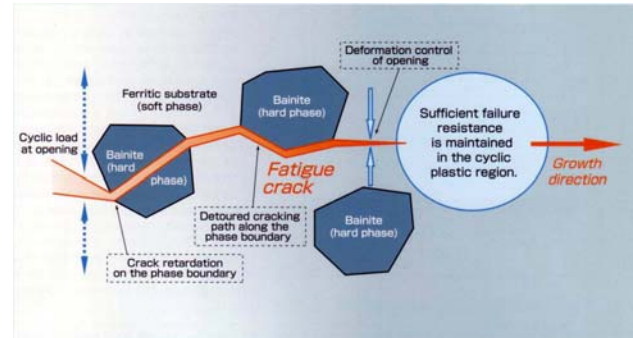 Deformation control
of opening
Ferritic substrate
(soft phase)
Bainite
(hard phase)
Cyclic load
at opening
Bainite
(hard
phase)
Sufficient failure
resistance
is maintained
in the cyclic
plastic region.
Growth
direction
Fatigue
crack
Detoured cracking
path along the
phase boundary
Bainite
(hard phase)
Crack retardation
on the phase boundary